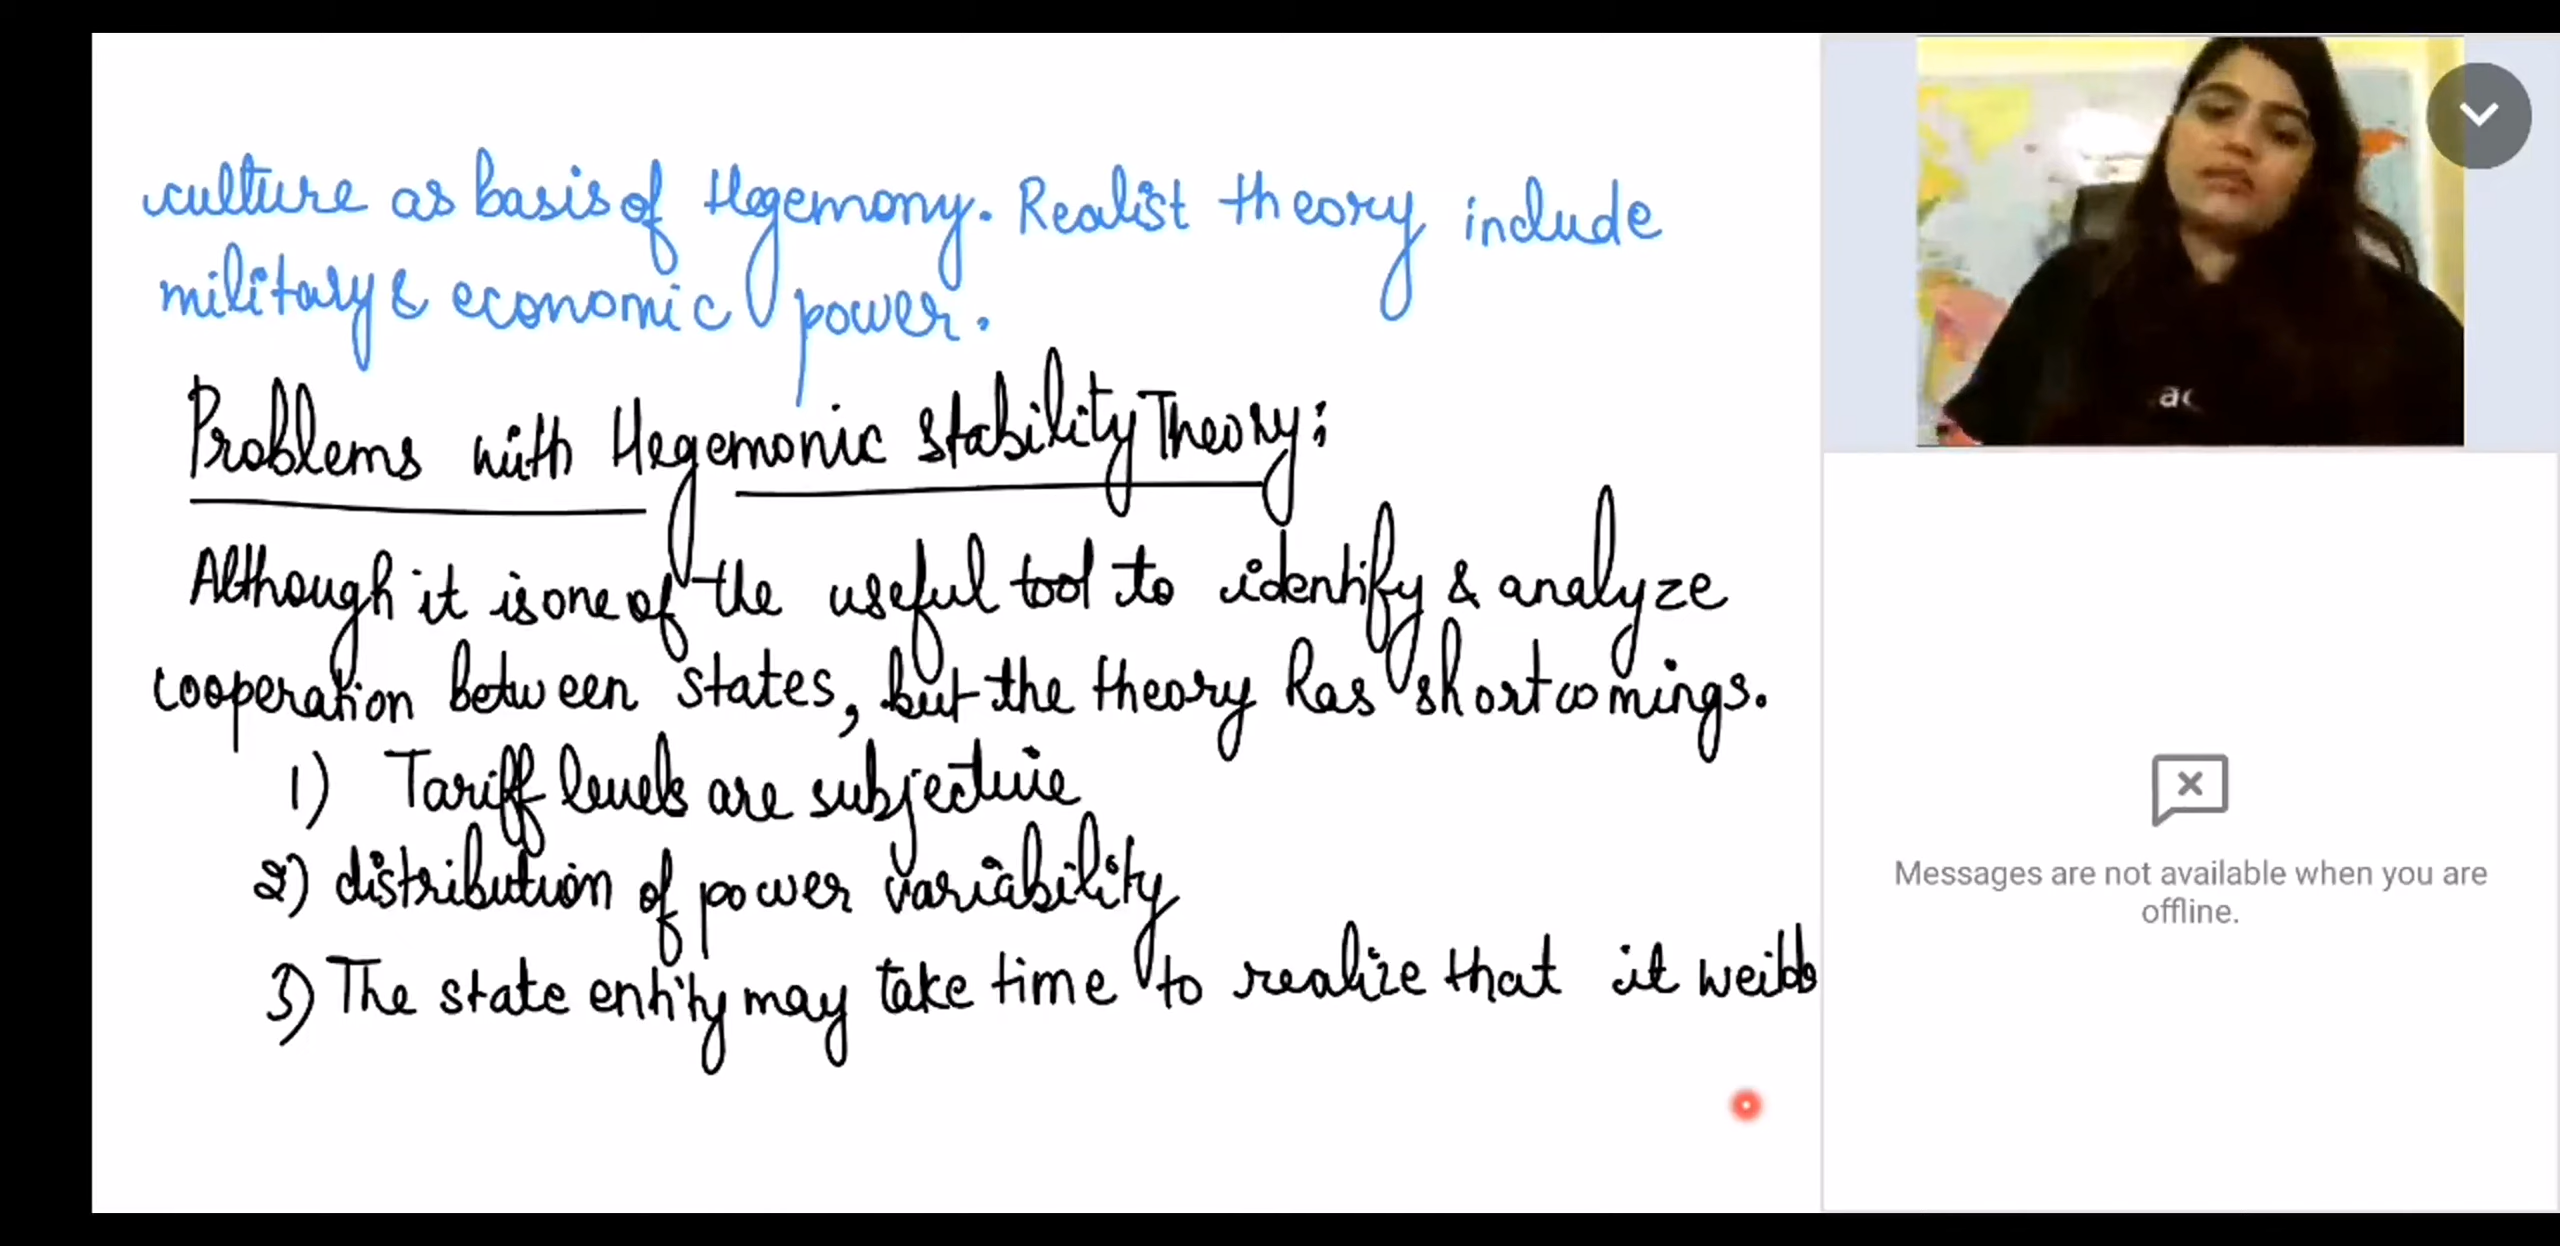 culture as basis of Hegemony. Realist theory include
military & economic power.
Problems with Hegemonic Stability Theory:
Although it is one of the useful tool to identify & analyze
cooperation between states, but the theory has shortcomings.
1) Tariff levels are subjective
2) distribution of power variability
3) The state entity may take time to realize that it
Messages are not available when you are
offline.